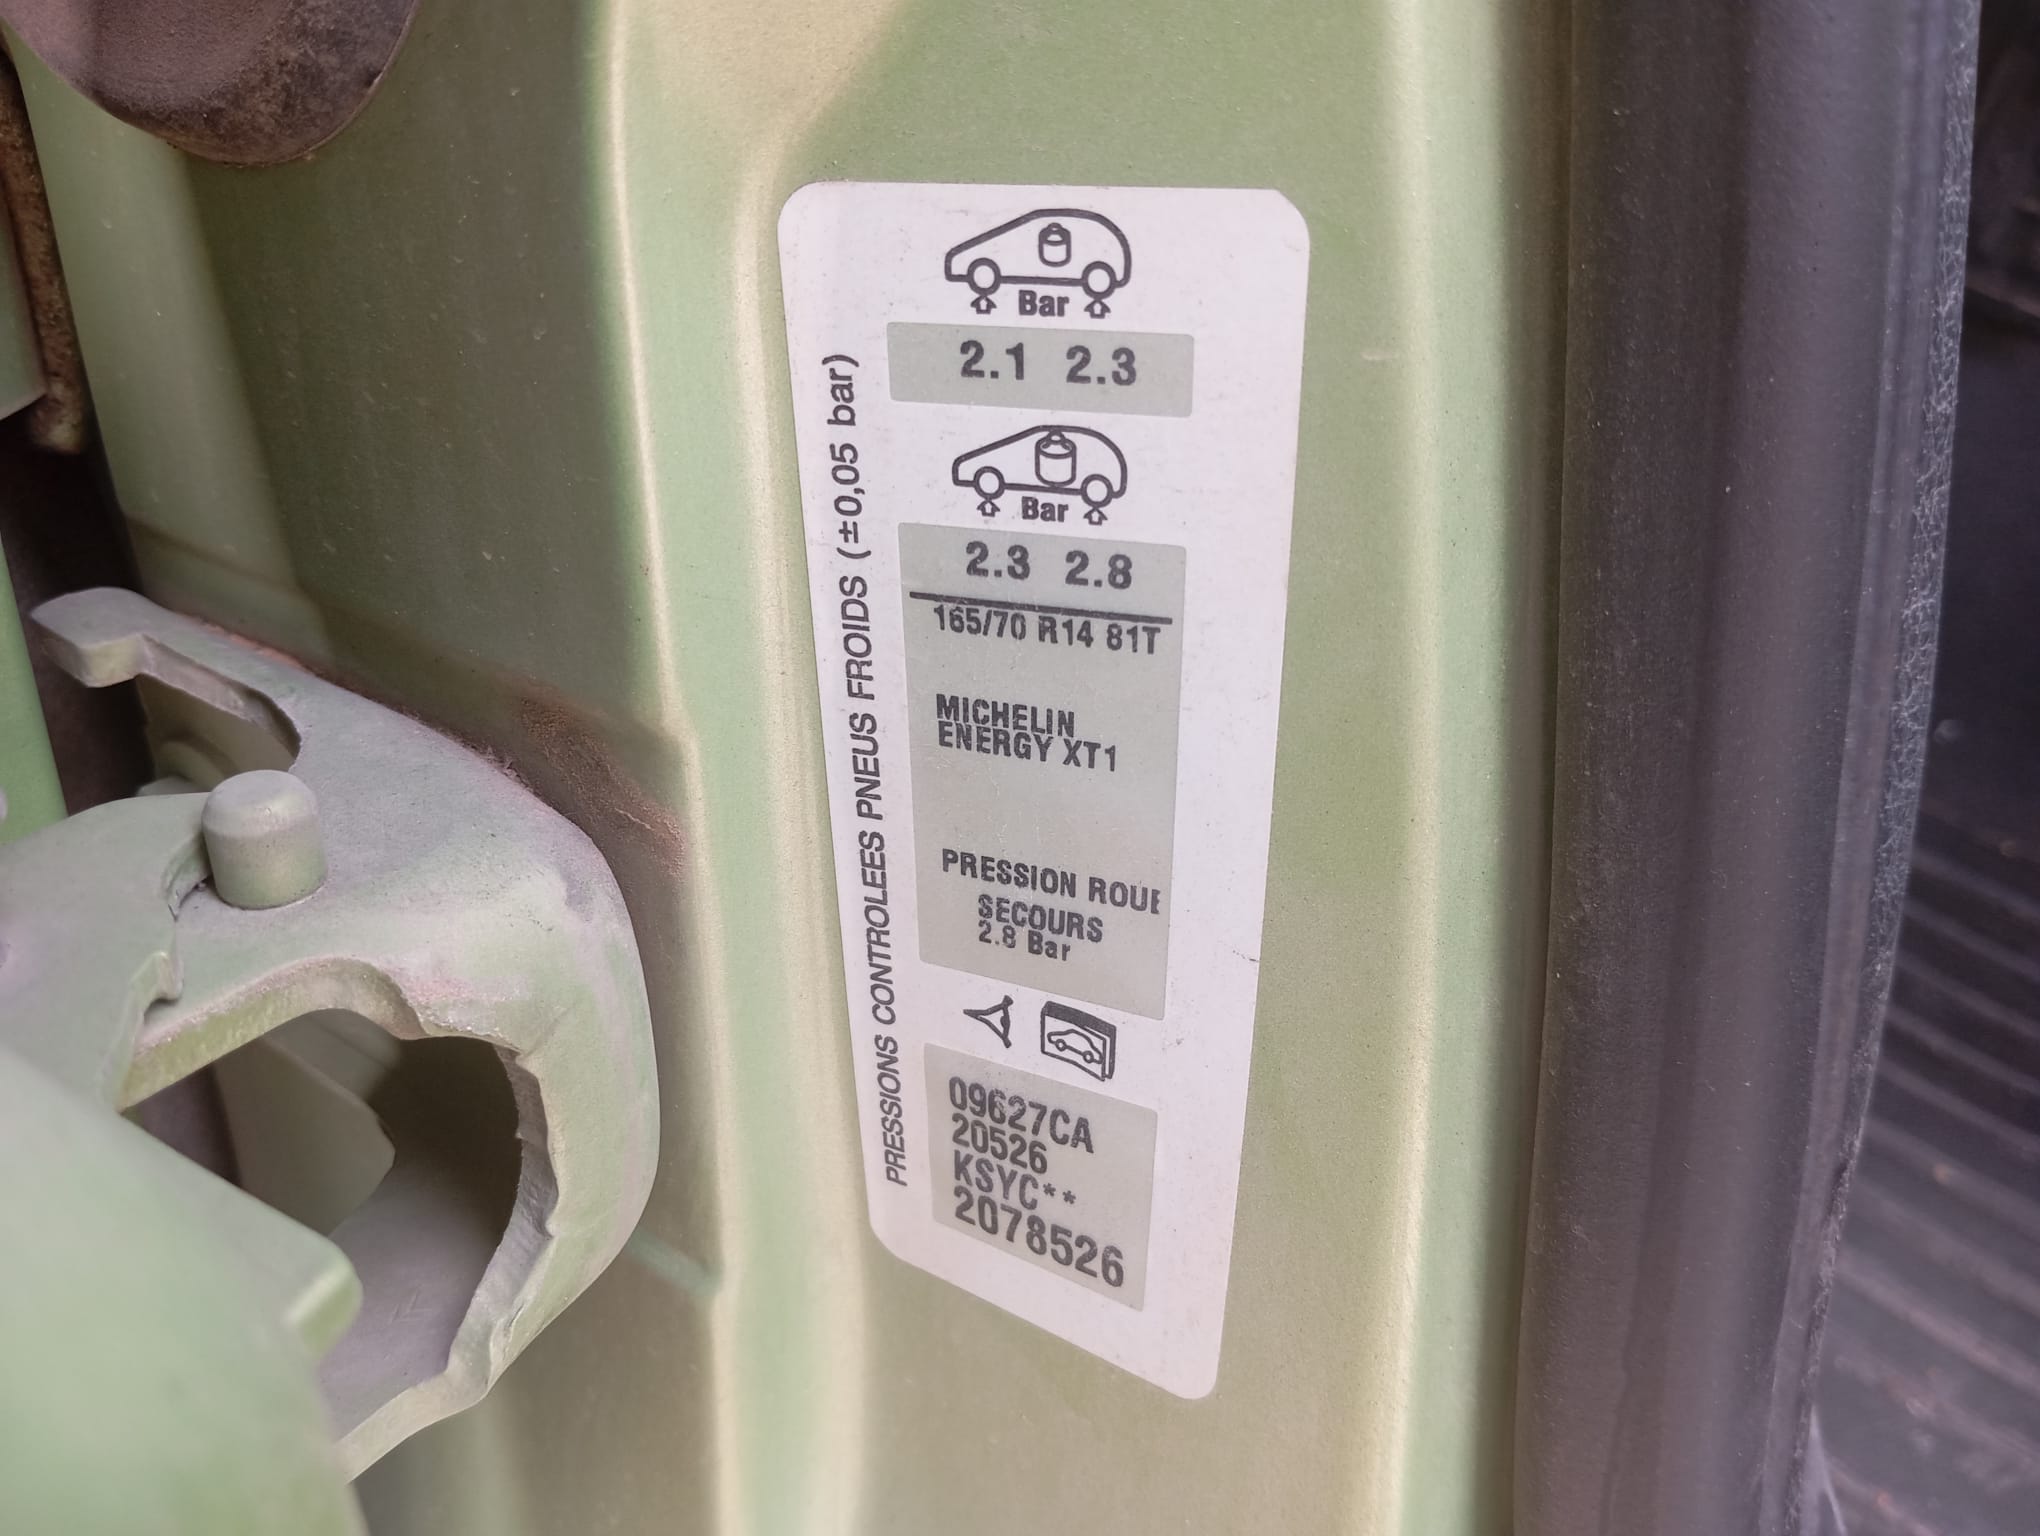 Bar
2.1 2.3
Bar
2.3 2.8
165/70 R14 81T
MICHELIN
ENERGY XT1
PRESSION ROUE
SECOURS
2.8 Bar
09627CA
20526
KSYC**
2078526
PRESSIONS CONTROLEES PNEUS FROIDS (±0,05 bar)